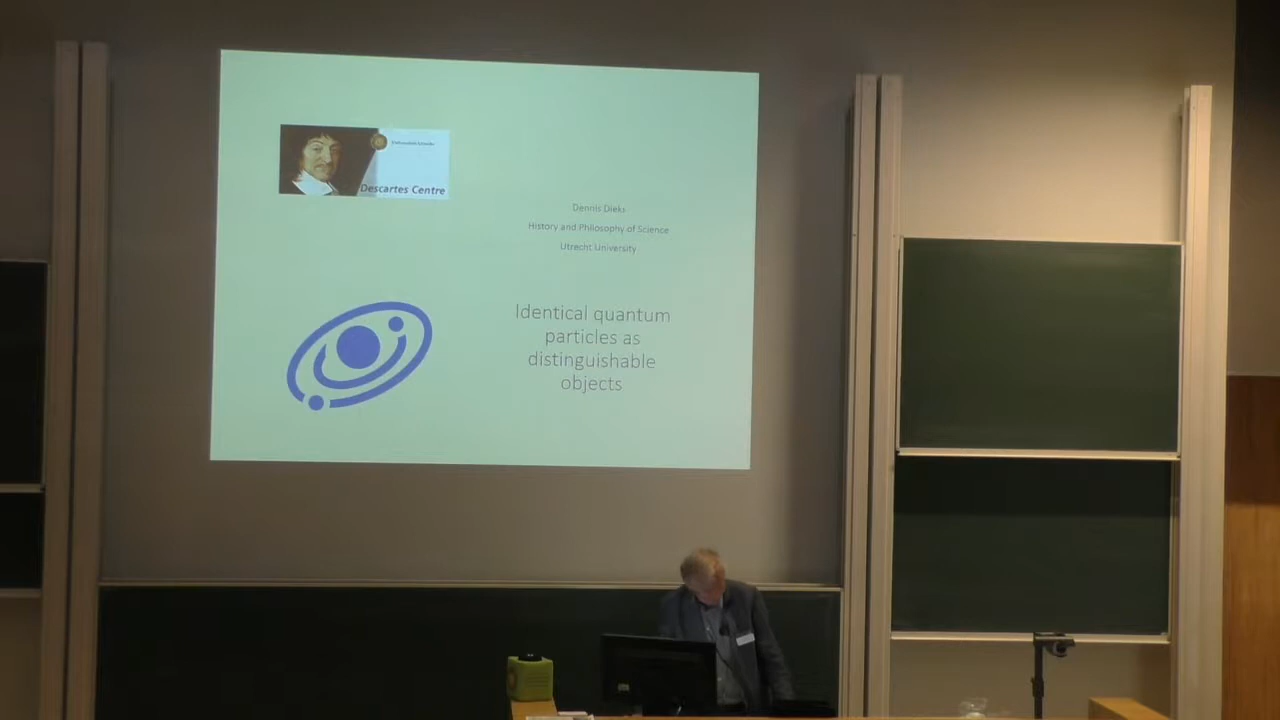 Descartes Centre
Dennis Dieks
History and Philosophy of Science
Utrecht University
Identical quantum
particles as
distinguishable
objects